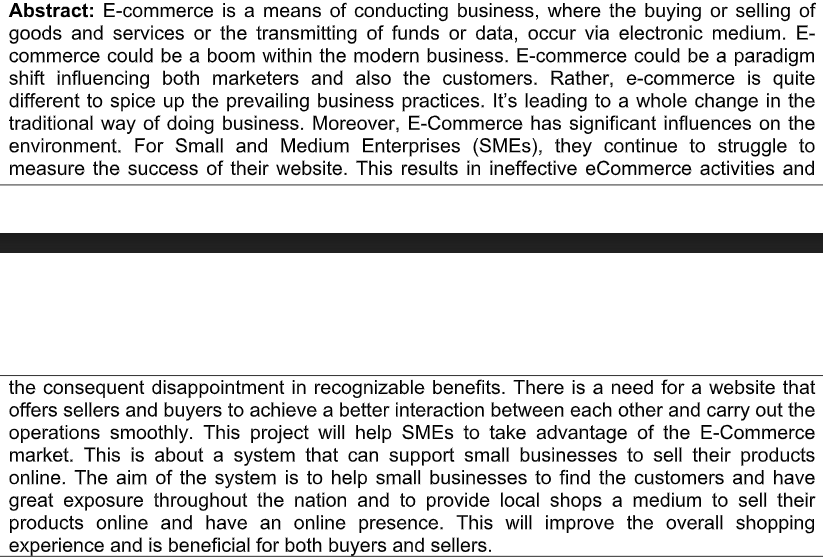 Abstract: E-commerce is a means of conducting business, where the buying or selling of
goods and services or the transmitting of funds or data, occur via electronic medium. E-
commerce could be a boom within the modern business. E-commerce could be a paradigm
shift influencing both marketers and also the customers. Rather, e-commerce is quite
different to spice up the prevailing business practices. It's leading to a whole change in the
traditional way of doing business. Moreover, E-Commerce has significant influences on the
environment. For Small and Medium Enterprises (SMEs), they continue to struggle to
measure the success of their website. This results in ineffective eCommerce activities and
the consequent disappointment in recognizable benefits. There is a need for a website that
offers sellers and buyers to achieve a better interaction between each other and carry out the
operations smoothly. This project will help SMEs to take advantage of the E-Commerce
market. This is about a system that can support small businesses to sell their products
online. The aim of the system is to help small businesses to find the customers and have
great exposure throughout the nation and to provide local shops a medium to sell their
products online and have an online presence. This will improve the overall shopping
experience and is beneficial for both buyers and sellers.